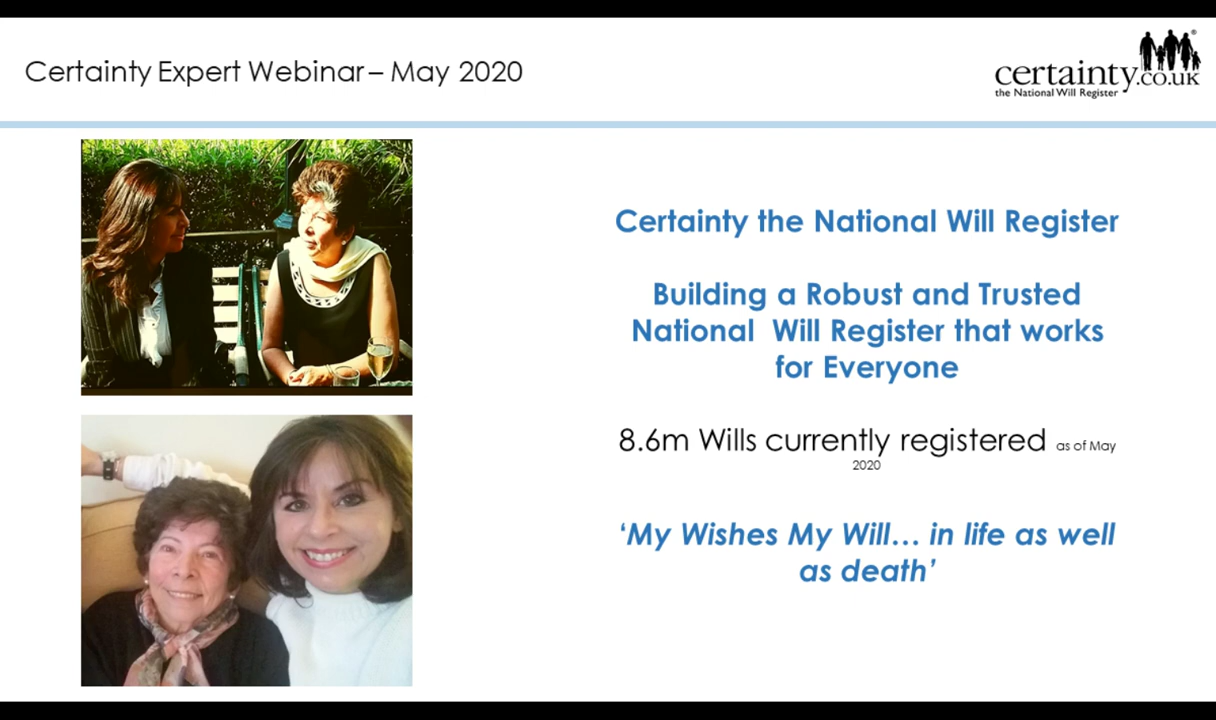 Certainty Expert Webinar – May 2020
certainty.co.uk
the National Will Register
Certainty the National Will Register
Building a Robust and Trusted
National  Will Register that works
for Everyone
8.6m Wills currently registered as of May
2020
‘My Wishes My Will… in life as well
as death’